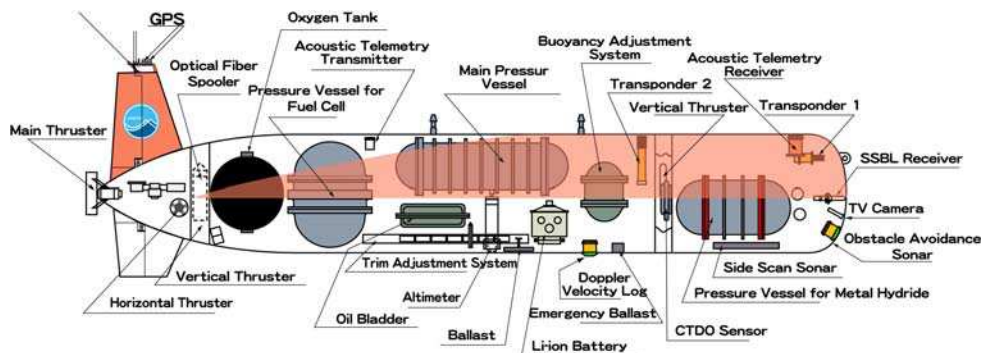 GPS
Oxygen Tank
Acoustic Telemetry
Transmitter
Optical Fiber
Spooler
Pressure Vessel for
Fuel Cell
Main Pressur
Vessel
Buoyancy Adjustment
System
Transponder 2
Vertical Thruster
Acoustic Telemetry
Receiver
Transponder 1
Main Thruster
SSBL Receiver
TV Camera
Obstacle Avoidance
Sonar
Side Scan Sonar
Pressure Vessel for Metal Hydride
CTDO Sensor
Doppler
Velocity Log
Emergency Ballast
Li-ion Battery
Ballast
Altimeter
Trim Adjustment System
Oil Bladder
Vertical Thruster
Horizontal Thruster